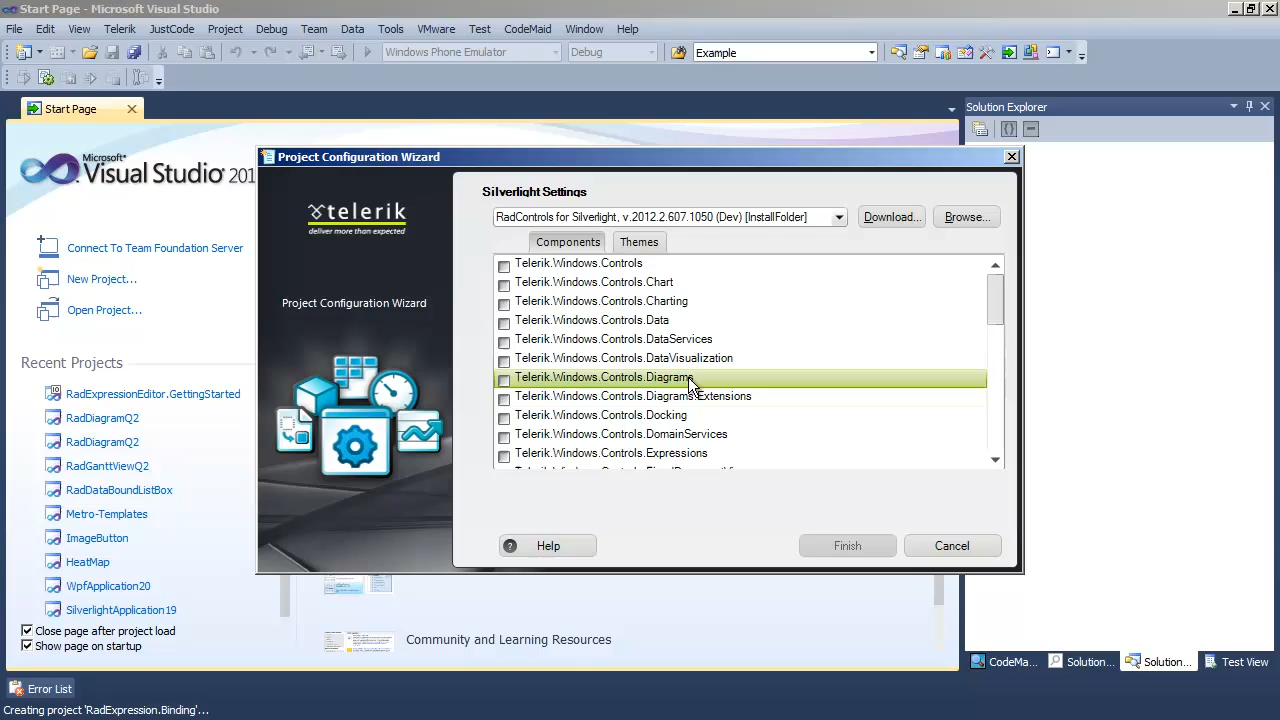 Start Page - Microsoft Visual Studio
File Edit View Telerik JustCode Project Debug Team Data Tools VMware Test CodeMaid Window Help
Windows Phone Emulator Debug Example
Start Page
Solution Explorer
Microsoft®
Visual Studio 201
Connect To Team Foundation Server
New Project...
Open Project...
Recent Projects
RadExpressionEditor.GettingStarted
RadDiagramQ2
RadDiagramQ2
RadGanttViewQ2
RadDataBoundListBox
Metro-Templates
ImageButton
HeatMap
WpfApplication20
SilverlightApplication19
Close page after project load
Show page on startup
Project Configuration Wizard
telerik
deliver more than expected
Project Configuration Wizard
Silverlight Settings
RadControls for Silverlight, v.2012.2.607.1050 (Dev) [InstallFolder] Download... Browse...
Components Themes
Telerik.Windows.Controls
Telerik.Windows.Controls.Chart
Telerik.Windows.Controls.Charting
Telerik.Windows.Controls.Data
Telerik.Windows.Controls.DataServices
Telerik.Windows.Controls.DataVisualization
Telerik.Windows.Controls.Diagrams
Telerik.Windows.Controls.Diagrams.Extensions
Telerik.Windows.Controls.Docking
Telerik.Windows.Controls.DomainServices
Telerik.Windows.Controls.Expressions
? Help Finish Cancel
Community and Learning Resources
CodeMa... Solution... Solution... Test View
Error List
Creating project 'RadExpression.Binding'...